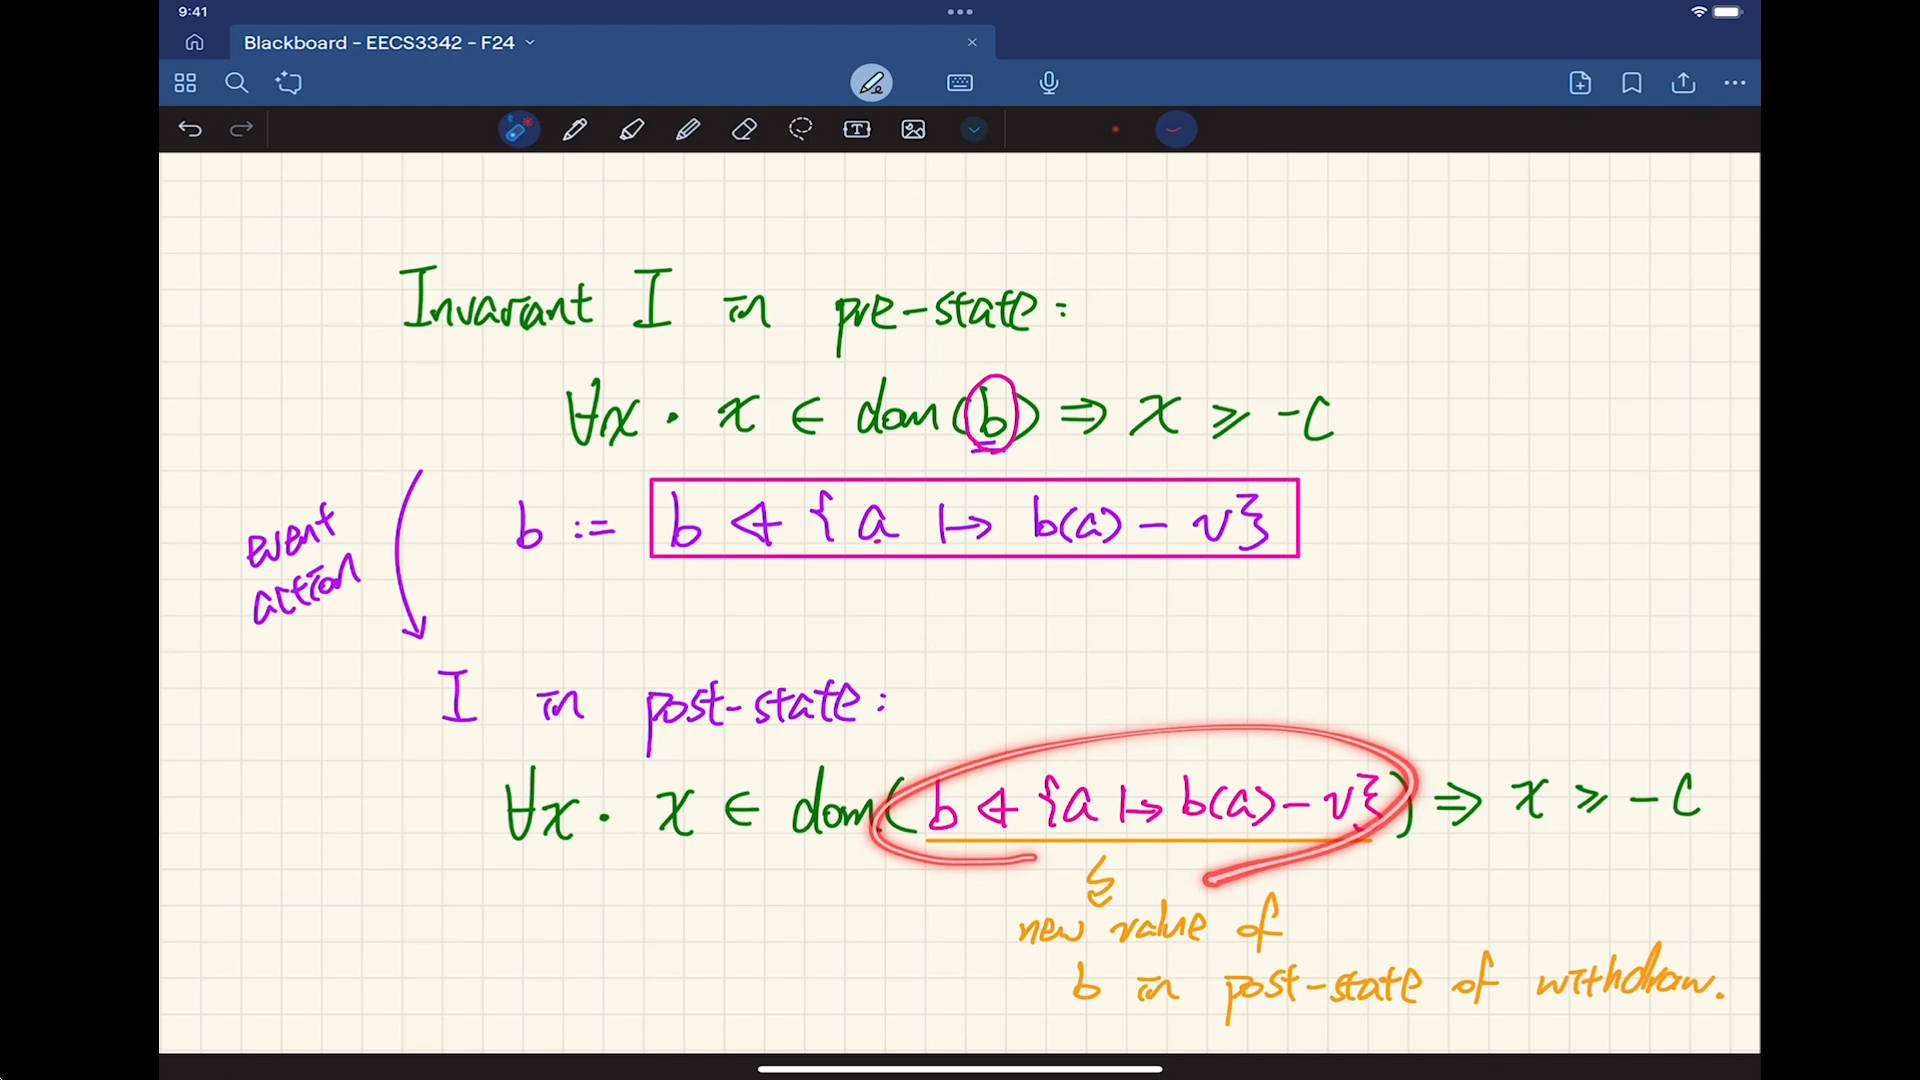 9:41
Blackboard - EECS3342 - F24
Invariant I in pre-state:
∀x · x ∈ dom(b) ⇒ x ≥ -C
event
action
b := b ⩤ { a ↦ b(a) - v}
I in post-state:
∀x · x ∈ dom(b ⩤ {a ↦ b(a) - v}) ⇒ x ≥ - C
new value of
b in post-state of withdraw.